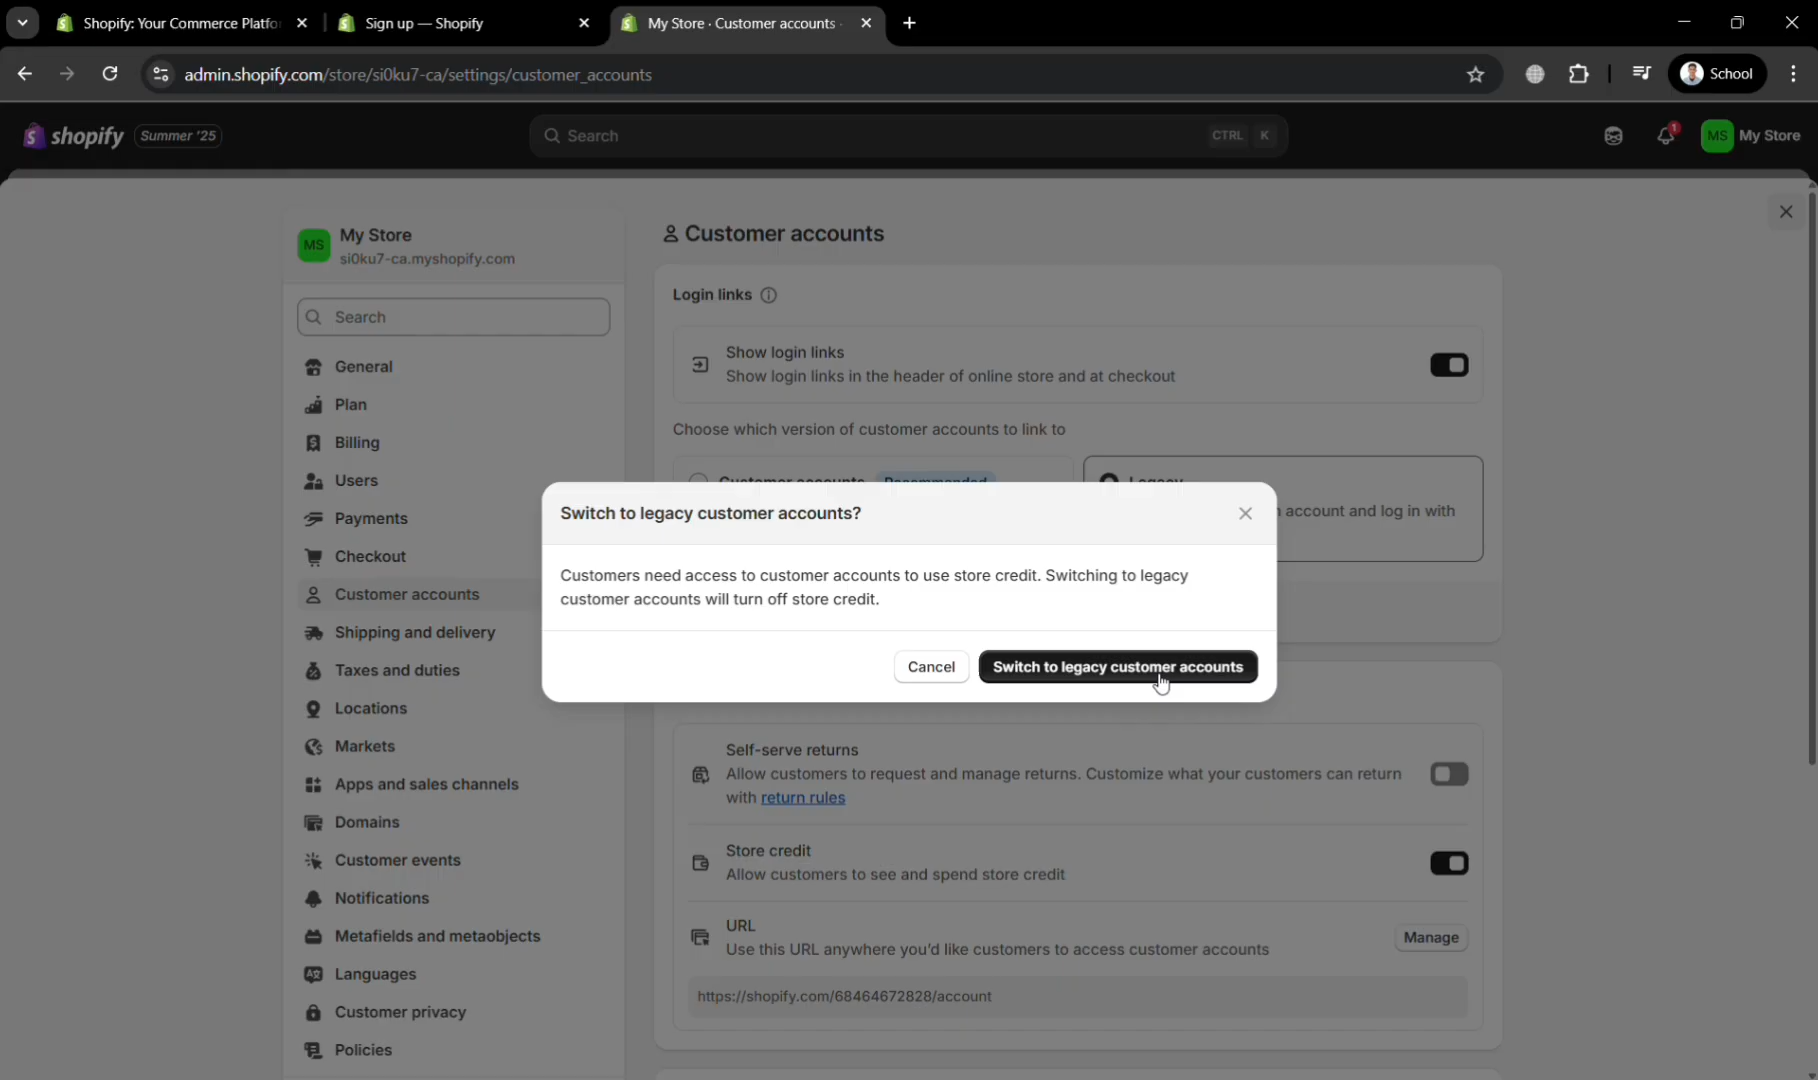 Shopify: Your Commerce Platfo
Sign up — Shopify
My Store · Customer accounts ·
admin.shopify.com/store/si0ku7-ca/settings/customer_accounts
School
shopify
Summer '25
Search
CTRL K
1
MS
My Store
MS
My Store
si0ku7-ca.myshopify.com
Search
General
Plan
Billing
Users
Payments
Checkout
Customer accounts
Shipping and delivery
Taxes and duties
Locations
Markets
Apps and sales channels
Domains
Customer events
Notifications
Metafields and metaobjects
Languages
Customer privacy
Policies
Customer accounts
Login links
Show login links
Show login links in the header of online store and at checkout
Choose which version of customer accounts to link to
Customer accounts Recommended
Legacy
account and log in with
Switch to legacy customer accounts?
Customers need access to customer accounts to use store credit. Switching to legacy
customer accounts will turn off store credit.
Cancel
Switch to legacy customer accounts
Self-serve returns
Allow customers to request and manage returns. Customize what your customers can return
with return rules
Store credit
Allow customers to see and spend store credit
URL
Use this URL anywhere you'd like customers to access customer accounts
Manage
https://shopify.com/68464672828/account